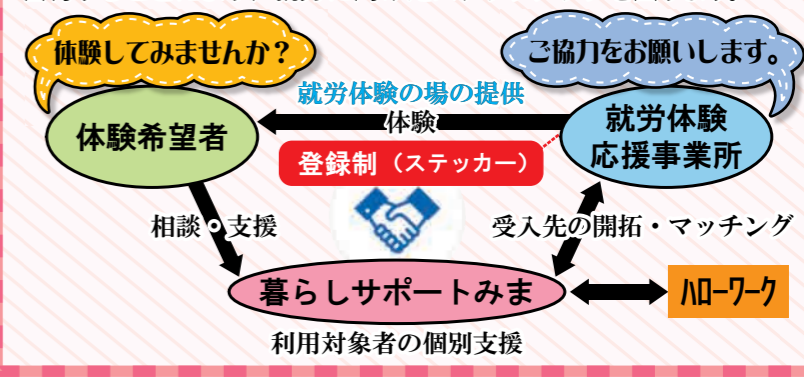 体験してみませんか？
ご協力をお願いします。
就労体験の場の提供
体験希望者
体験
就労体験
応援事業所
登録制（ステッカー）
相談・支援
受入先の開拓・マッチング
暮らしサポートみま
ﾊﾛｰﾜｰｸ
利用対象者の個別支援